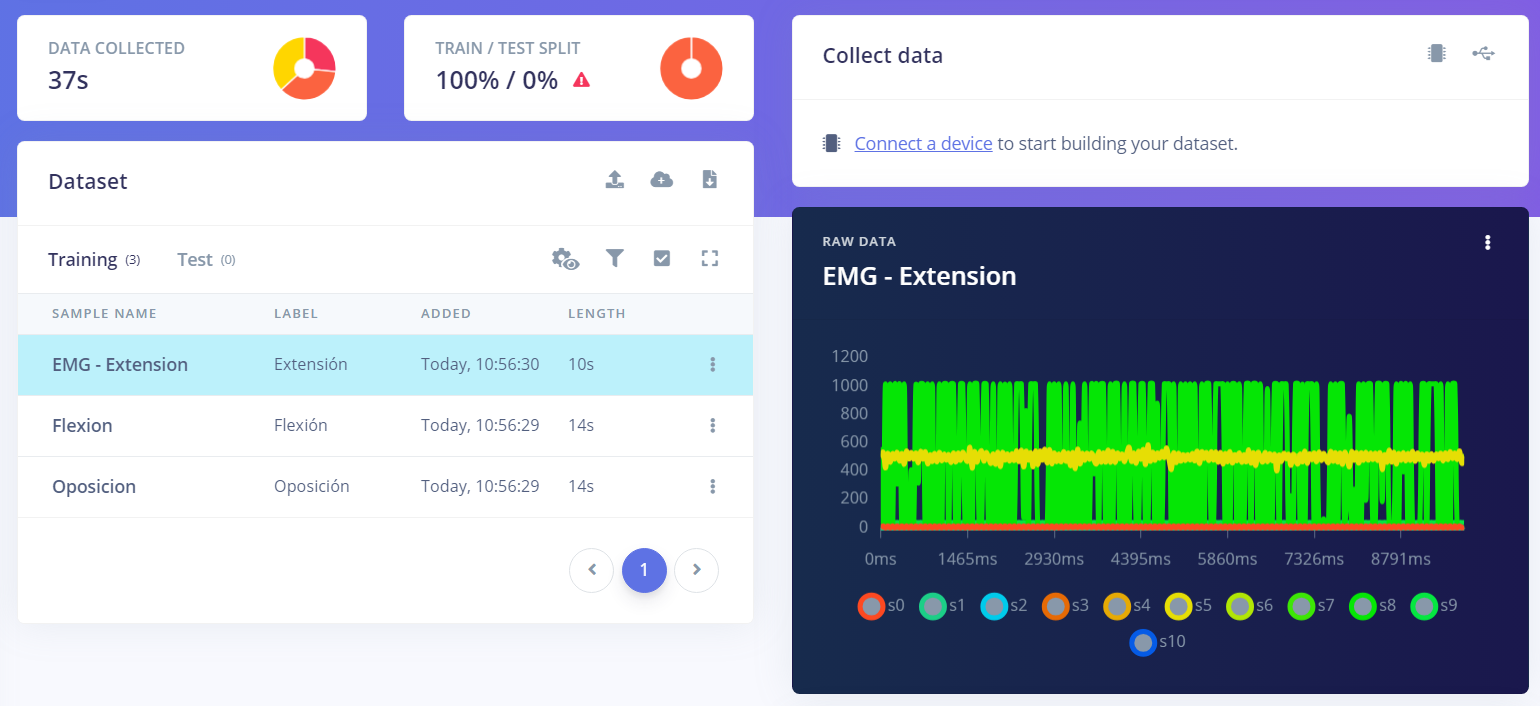 DATA COLLECTED
37s
TRAIN / TEST SPLIT
100% / 0%
Collect data
Connect a device to start building your dataset.
Dataset
Training (3) Test (0)
SAMPLE NAME LABEL ADDED LENGTH
EMG - Extension Extensión Today, 10:56:30 10s
Flexion Flexión Today, 10:56:29 14s
Oposicion Oposición Today, 10:56:29 14s
1
RAW DATA
EMG - Extension
1200
1000
800
600
400
200
0
0ms 1465ms 2930ms 4395ms 5860ms 7326ms 8791ms
s0 s1 s2 s3 s4 s5 s6 s7 s8 s9
s10